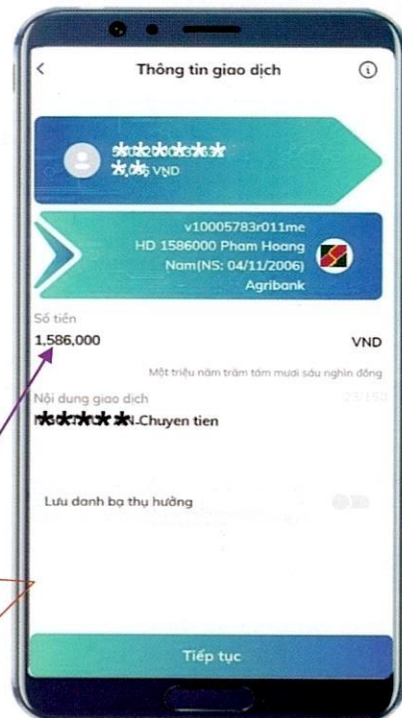 Thông tin giao dịch
VND
v10005783r011me
HD 1586000 Pham Hoang
Nam(NS: 04/11/2006)
Agribank
Số tiền
1,586,000 VND
Một triệu năm trăm tám mươi sáu nghìn đồng
Nội dung giao dịch 23/150
*****-Chuyen tien
Lưu danh bạ thụ hưởng
Tiếp tục